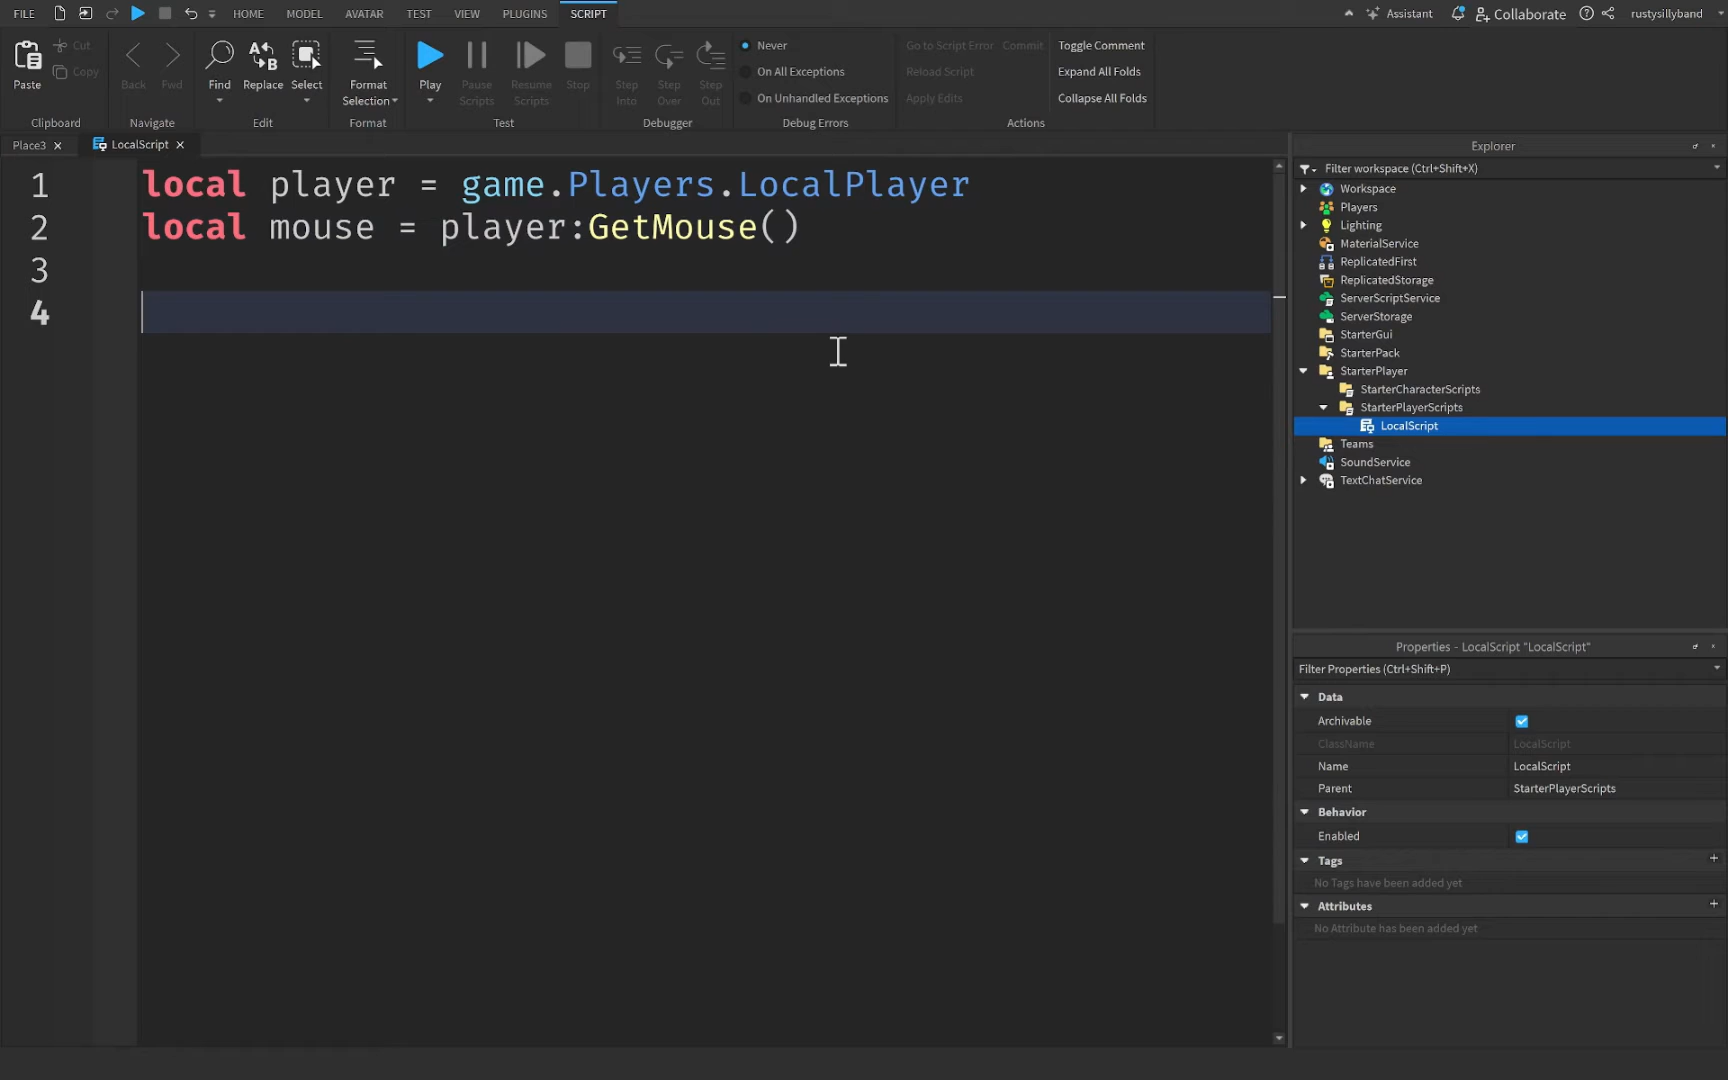 FILE HOME MODEL AVATAR TEST VIEW PLUGINS SCRIPT Assistant Collaborate rustysillyband
Paste Cut Copy
Clipboard
Back Fwd
Navigate
Find Replace Select
Edit
Format Selection
Format
Play Pause Scripts Resume Scripts Stop
Test
Step Into Step Over Step Out
Debugger
Never
On All Exceptions
On Unhandled Exceptions
Debug Errors
Go to Script Error Commit Toggle Comment
Reload Script Expand All Folds
Apply Edits Collapse All Folds
Actions
Place3 LocalScript
1 local player = game.Players.LocalPlayer
2 local mouse = player:GetMouse()
3
4
Explorer
Filter workspace (Ctrl+Shift+X)
Workspace
Players
Lighting
MaterialService
ReplicatedFirst
ReplicatedStorage
ServerScriptService
ServerStorage
StarterGui
StarterPack
StarterPlayer
StarterCharacterScripts
StarterPlayerScripts
LocalScript
Teams
SoundService
TextChatService
Properties - LocalScript "LocalScript"
Filter Properties (Ctrl+Shift+P)
Data
Archivable
ClassName LocalScript
Name LocalScript
Parent StarterPlayerScripts
Behavior
Enabled
Tags
No Tags have been added yet
Attributes
No Attribute has been added yet